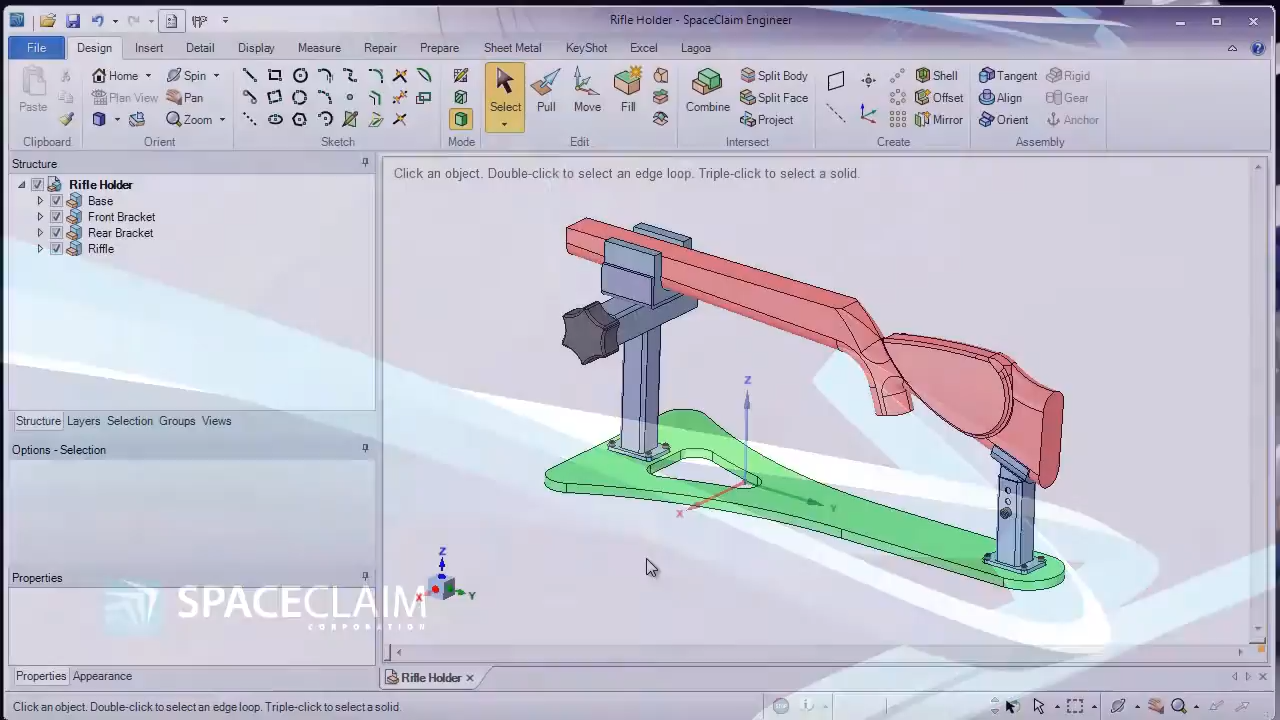 Rifle Holder - SpaceClaim Engineer
File Design Insert Detail Display Measure Repair Prepare Sheet Metal KeyShot Excel Lagoa
Paste Home Spin Select Pull Move Fill Combine Split Body Shell Tangent Rigid
Plan View Pan Split Face Offset Align Gear
Zoom Project Mirror Orient Anchor
Clipboard Orient Sketch Mode Edit Intersect Create Assembly
Structure
Click an object. Double-click to select an edge loop. Triple-click to select a solid.
Rifle Holder
Base
Front Bracket
Rear Bracket
Riffle
Z
X
Y
Structure Layers Selection Groups Views
Options - Selection
Properties
Z
X
Y
SPACECLAIM
CORPORATION
Properties Appearance
Rifle Holder
Click an object. Double-click to select an edge loop. Triple-click to select a solid.